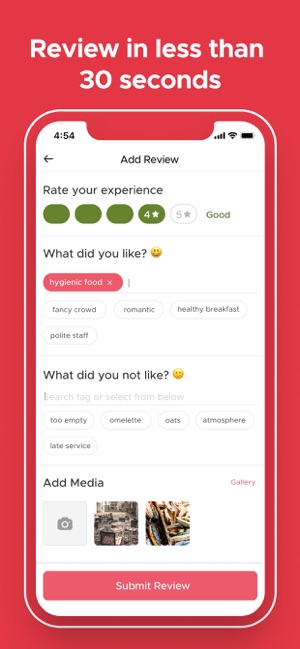 Review in less than
30 seconds
4:54
Add Review
Rate your experience
4★ 5★ Good
What did you like? 😀
hygienic food ×
fancy crowd romantic healthy breakfast
polite staff
What did you not like? 😕
Search tag or select from below
too empty omelette oats atmosphere
late service
Add Media Gallery
Submit Review